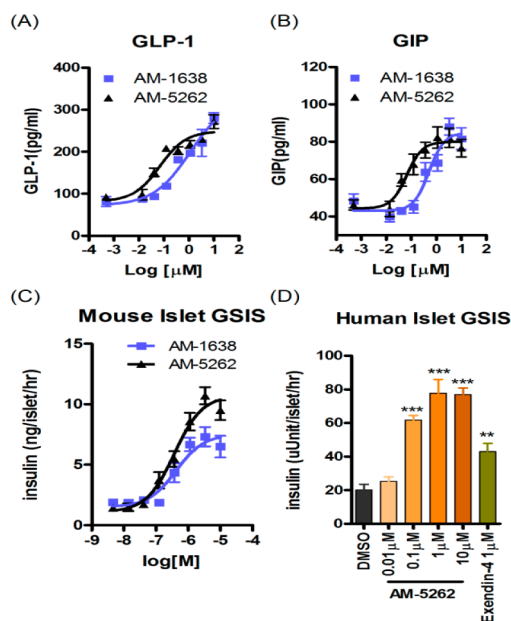 (A)
GLP-1
AM-1638
AM-5262
GLP-1(pg/ml)
400
300
200
100
0
-4 -3 -2 -1 0 1 2
Log [μM]
(B)
GIP
AM-1638
AM-5262
GIP(pg/ml)
120
100
80
60
40
-4 -3 -2 -1 0 1 2
Log [μM]
(C)
Mouse Islet GSIS
AM-1638
AM-5262
insulin (ng/islet/hr)
15
10
5
0
-9 -8 -7 -6 -5 -4
log[M]
(D)
Human Islet GSIS
insulin (μUnit/islet/hr)
100
80
60
40
20
0
***
***
***
**
DMSO
0.01μM
0.1μM
1μM
10μM
Exendin-4 1μM
AM-5262